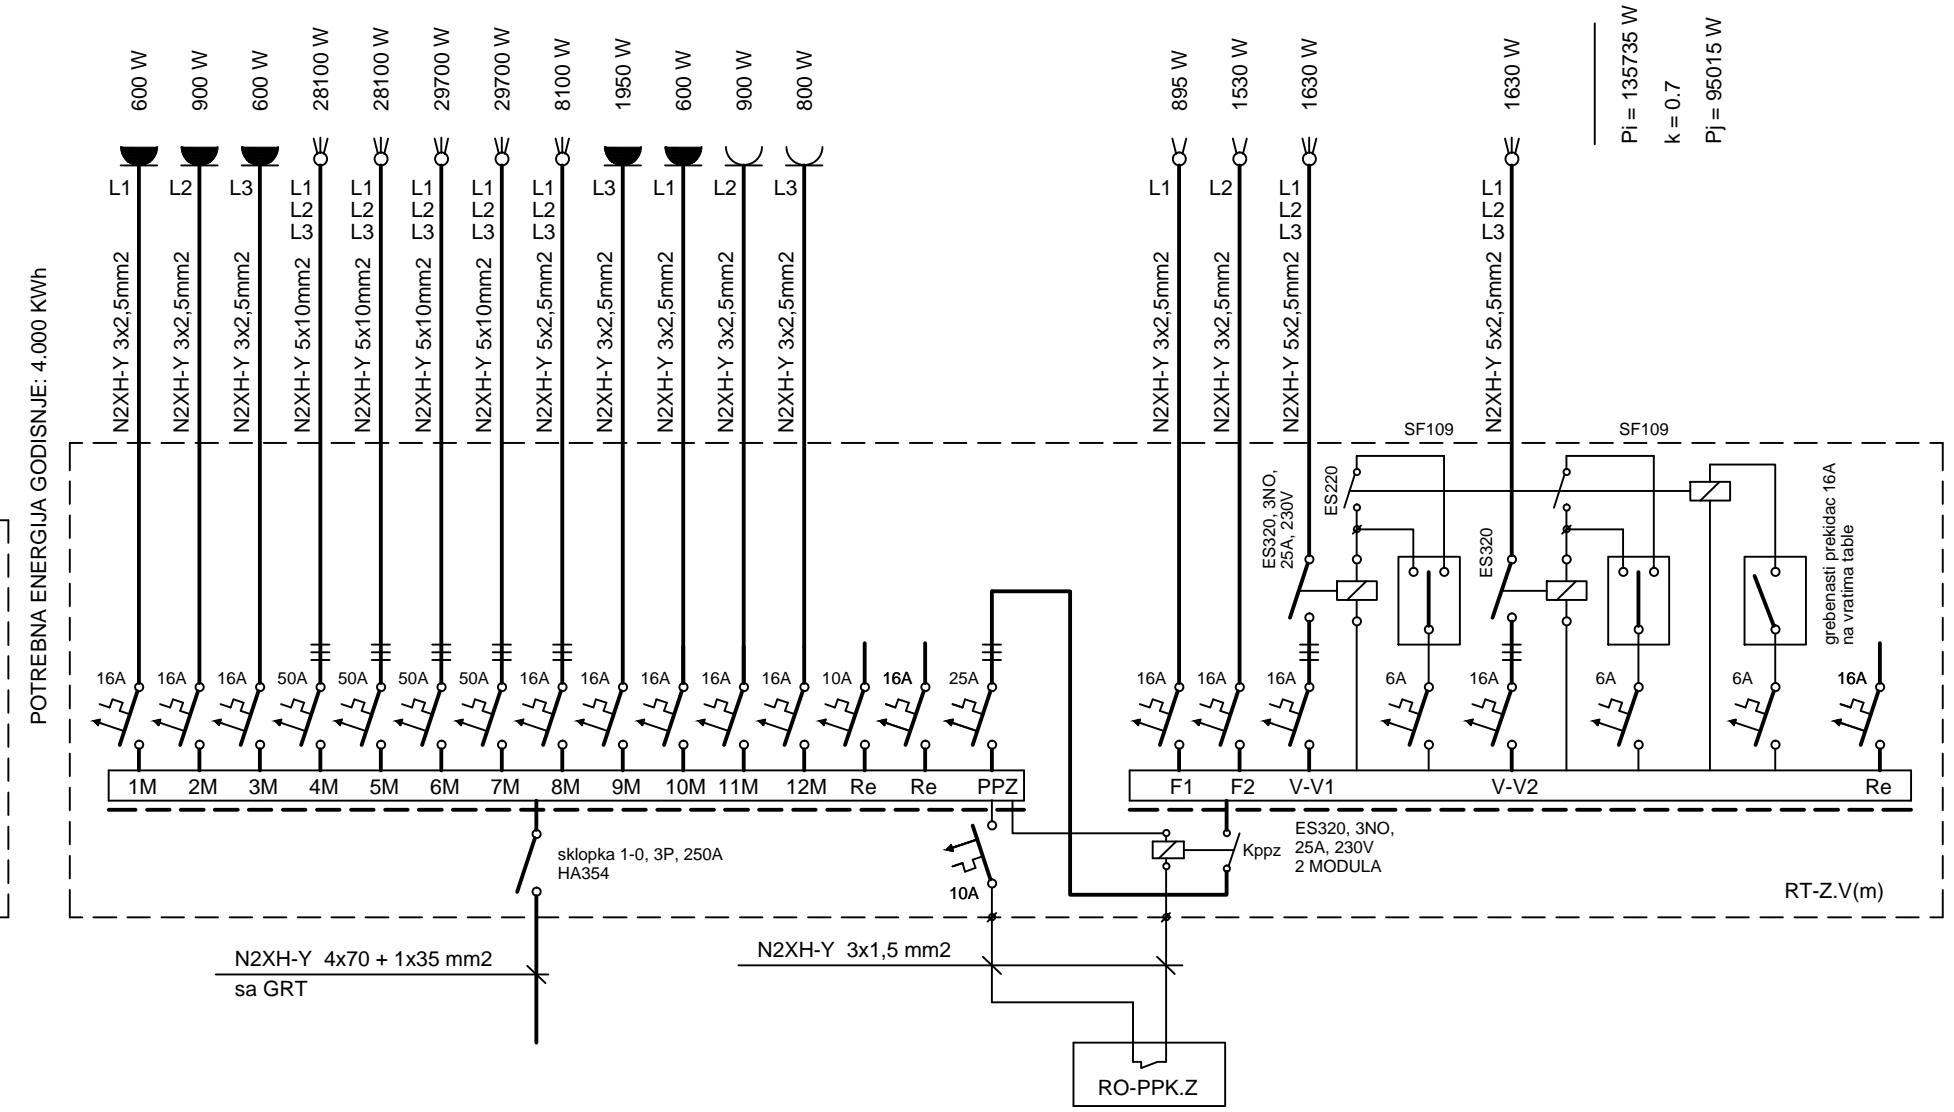 600 W
900 W
600 W
28100 W
28100 W
29700 W
29700 W
8100 W
1950 W
600 W
900 W
800 W
895 W
1530 W
1630 W
1630 W
Pi = 135735 W
k = 0.7
Pj = 95015 W
L1
L2
L3
L1
L2
L3
L1
L2
L3
L1
L2
L3
L1
L2
L3
L1
L2
L3
L3
L1
L2
L3
L1
L2
L1
L2
L3
L1
L2
L3
N2XH-Y 3x2,5mm2
N2XH-Y 3x2,5mm2
N2XH-Y 3x2,5mm2
N2XH-Y 5x10mm2
N2XH-Y 5x10mm2
N2XH-Y 5x10mm2
N2XH-Y 5x10mm2
N2XH-Y 5x2,5mm2
N2XH-Y 3x2,5mm2
N2XH-Y 3x2,5mm2
N2XH-Y 3x2,5mm2
N2XH-Y 3x2,5mm2
N2XH-Y 3x2,5mm2
N2XH-Y 3x2,5mm2
N2XH-Y 5x2,5mm2
N2XH-Y 5x2,5mm2
POTREBNA ENERGIJA GODISNJE: 4.000 KWh
SF109
SF109
ES320, 3NO,
25A, 230V
ES220
ES320
grebenasti prekidac 16A
na vratima table
16A
16A
16A
50A
50A
50A
50A
16A
16A
16A
16A
16A
10A
16A
25A
16A
16A
16A
6A
16A
6A
6A
16A
1M
2M
3M
4M
5M
6M
7M
8M
9M
10M
11M
12M
Re
Re
PPZ
F1
F2
V-V1
V-V2
Re
sklopka 1-0, 3P, 250A
HA354
10A
Kppz
ES320, 3NO,
25A, 230V
2 MODULA
RT-Z.V(m)
N2XH-Y 4x70 + 1x35 mm2
sa GRT
N2XH-Y 3x1,5 mm2
RO-PPK.Z